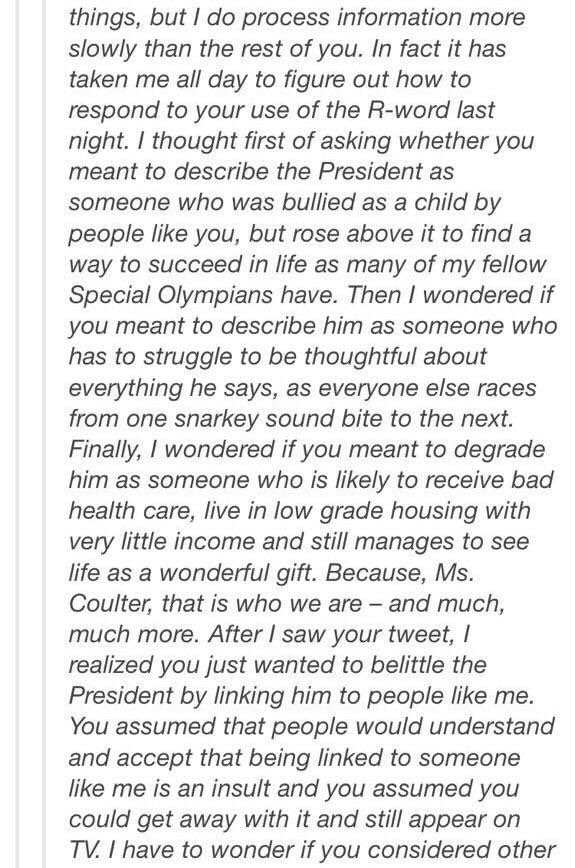 things, but I do process information more
slowly than the rest of you. In fact it has
taken me all day to figure out how to
respond to your use of the R-word last
night. I thought first of asking whether you
meant to describe the President as
someone who was bullied as a child by
people like you, but rose above it to find a
way to succeed in life as many of my fellow
Special Olympians have. Then I wondered if
you meant to describe him as someone who
has to struggle to be thoughtful about
everything he says, as everyone else races
from one snarkey sound bite to the next.
Finally, I wondered if you meant to degrade
him as someone who is likely to receive bad
health care, live in low grade housing with
very little income and still manages to see
life as a wonderful gift. Because, Ms.
Coulter, that is who we are – and much,
much more. After I saw your tweet, I
realized you just wanted to belittle the
President by linking him to people like me.
You assumed that people would understand
and accept that being linked to someone
like me is an insult and you assumed you
could get away with it and still appear on
TV. I have to wonder if you considered other